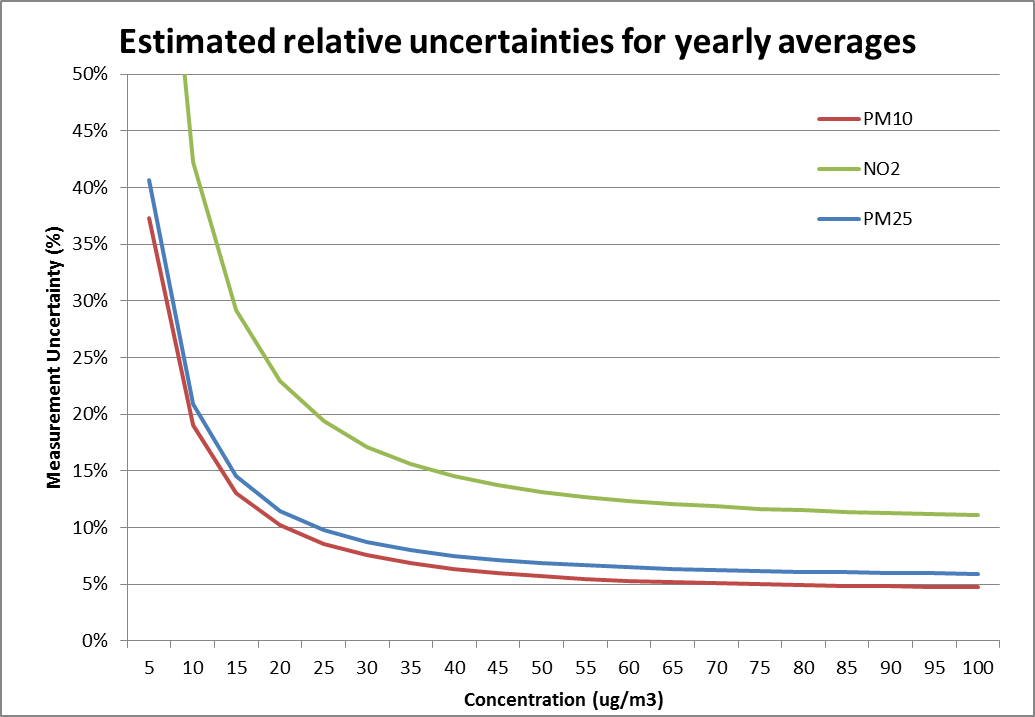 Estimated relative uncertainties for yearly averages
50%
45%
40%
35%
30%
25%
20%
15%
10%
5%
0%
Measurement Uncertainty (%)
PM10
NO2
PM25
5 10 15 20 25 30 35 40 45 50 55 60 65 70 75 80 85 90 95 100
Concentration (ug/m3)